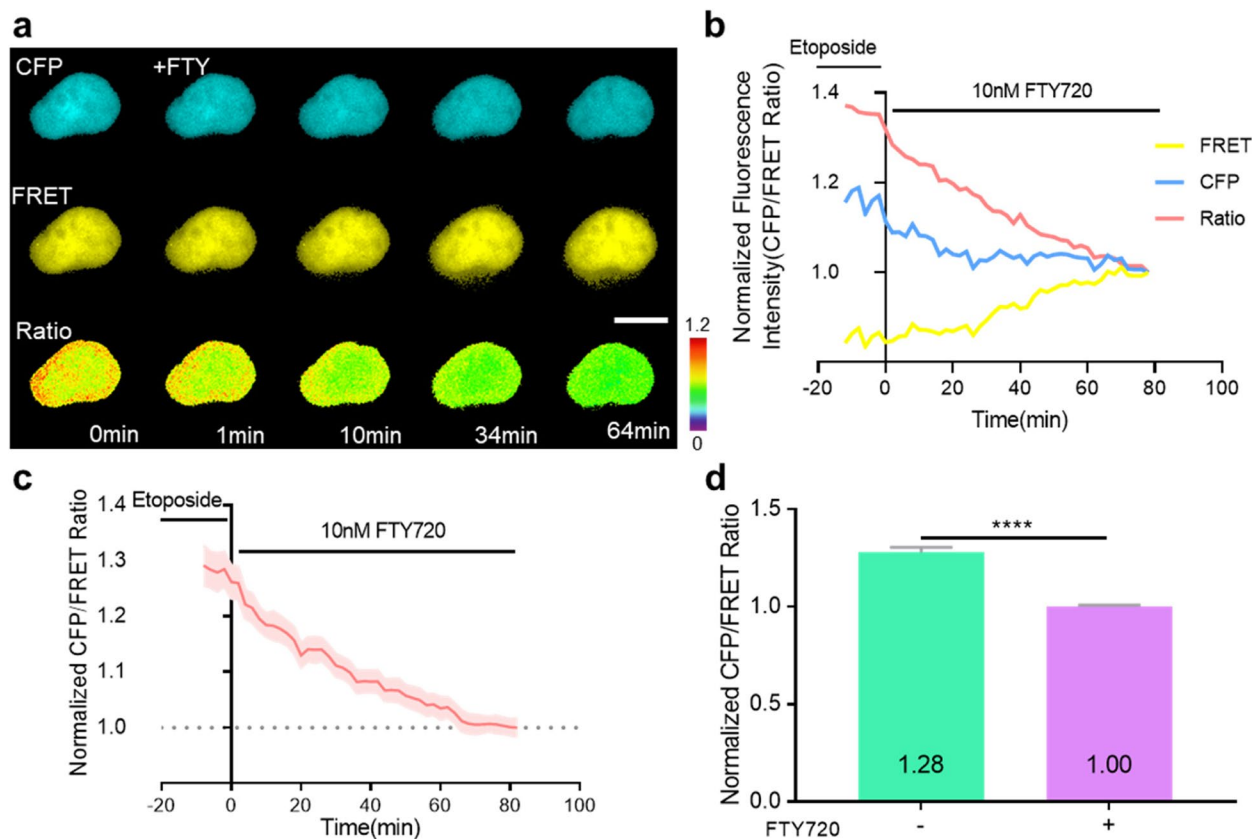 a
CFP
+FTY
FRET
Ratio
1.2
0
0min
1min
10min
34min
64min
b
Etoposide
10nM FTY720
Normalized Fluorescence
Intensity(CFP/FRET Ratio)
1.4
1.2
1.0
-20
0
20
40
60
80
100
Time(min)
FRET
CFP
Ratio
c
Etoposide
10nM FTY720
Normalized CFP/FRET Ratio
1.4
1.3
1.2
1.1
1.0
-20
0
20
40
60
80
100
Time(min)
d
Normalized CFP/FRET Ratio
1.5
1.0
0.5
0.0
****
1.28
1.00
FTY720
-
+